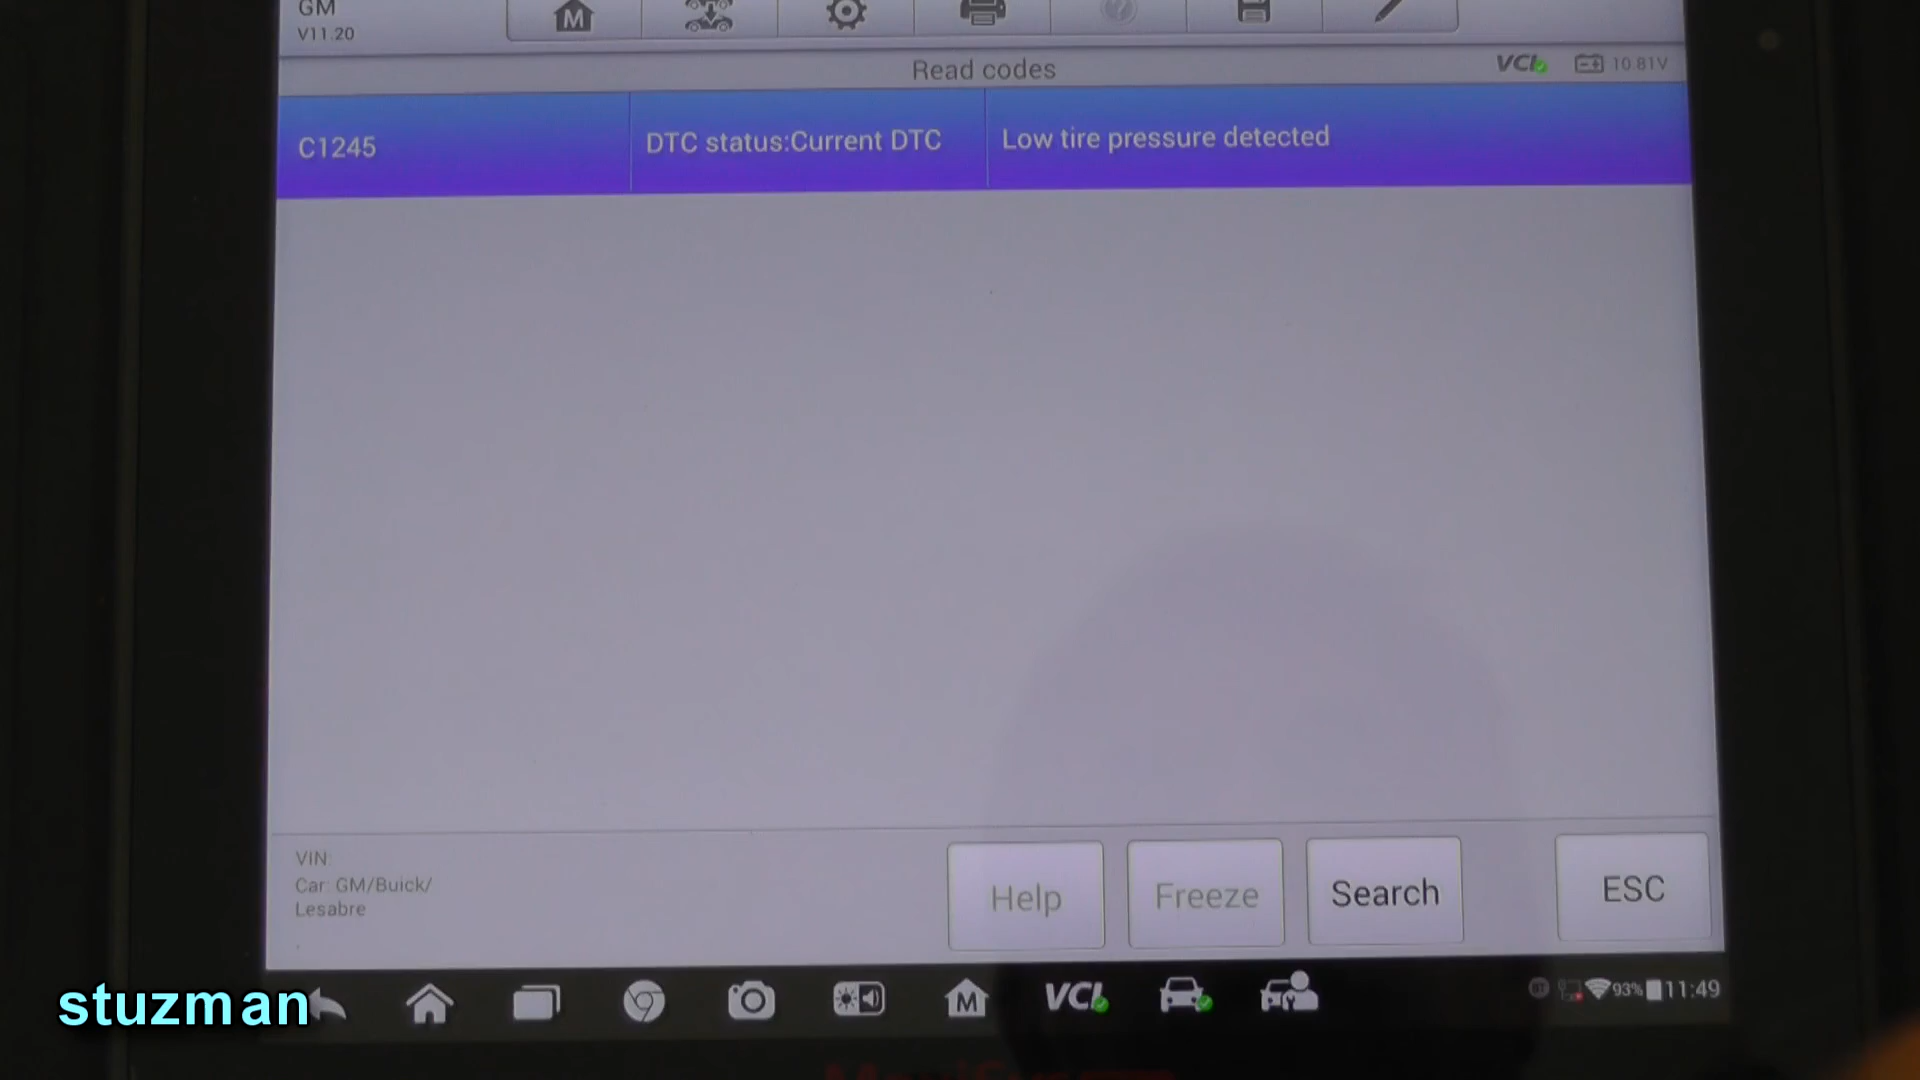 GM
V11.20
M
Read codes
VCI
10.81V
C1245
DTC status:Current DTC
Low tire pressure detected
VIN:
Car: GM/Buick/
Lesabre
Help
Freeze
Search
ESC
stuzman
M
VCI
93%
11:49